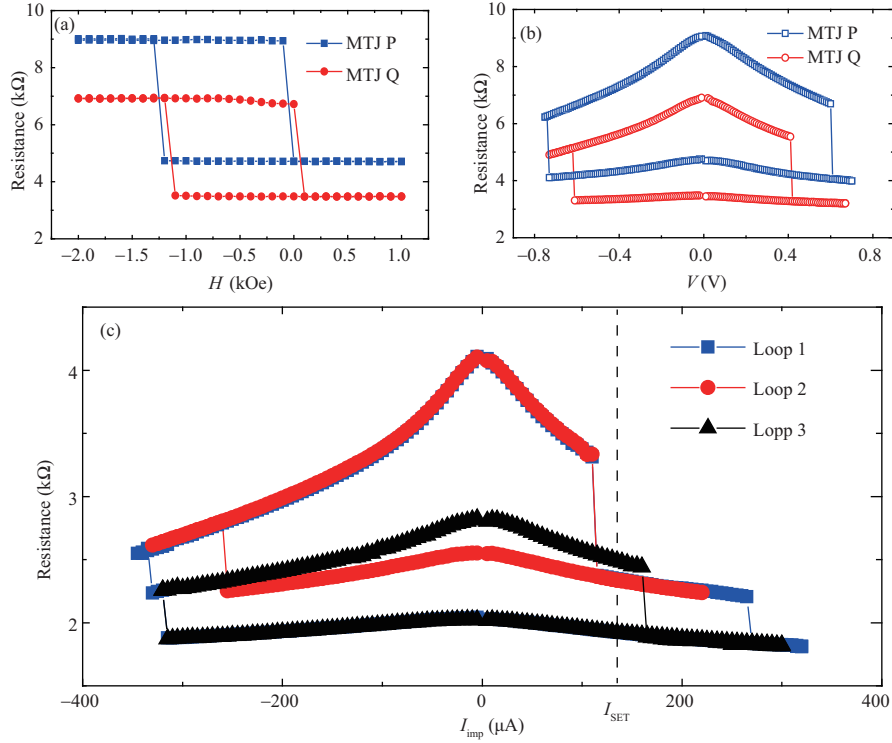 (a)
MTJ P
MTJ Q
Resistance (kΩ)
10
8
6
4
2
−2.0 −1.5 −1.0 −0.5 0.0 0.5 1.0
H (kOe)
(b)
MTJ P
MTJ Q
Resistance (kΩ)
10
8
6
4
2
−0.8 −0.4 0.0 0.4 0.8
V (V)
(c)
Loop 1
Loop 2
Lopp 3
Resistance (kΩ)
4
3
2
−400 −200 0 200 400
I_imp (μA)
I_SET